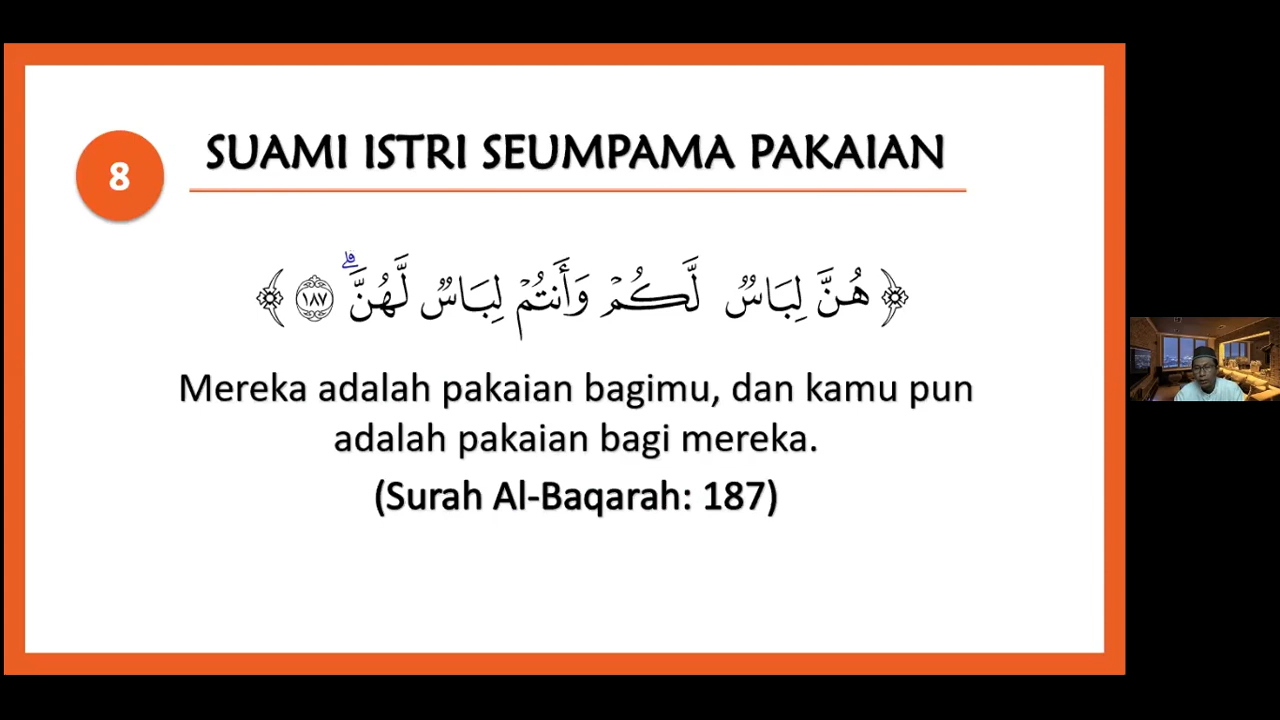 8
SUAMI ISTRI SEUMPAMA PAKAIAN
﴿ هُنَّ لِبَاسٌ لَّكُمْ وَأَنتُمْ لِبَاسٌ لَّهُنَّ ۗ ١٨٧ ﴾
Mereka adalah pakaian bagimu, dan kamu pun
adalah pakaian bagi mereka.
(Surah Al-Baqarah: 187)